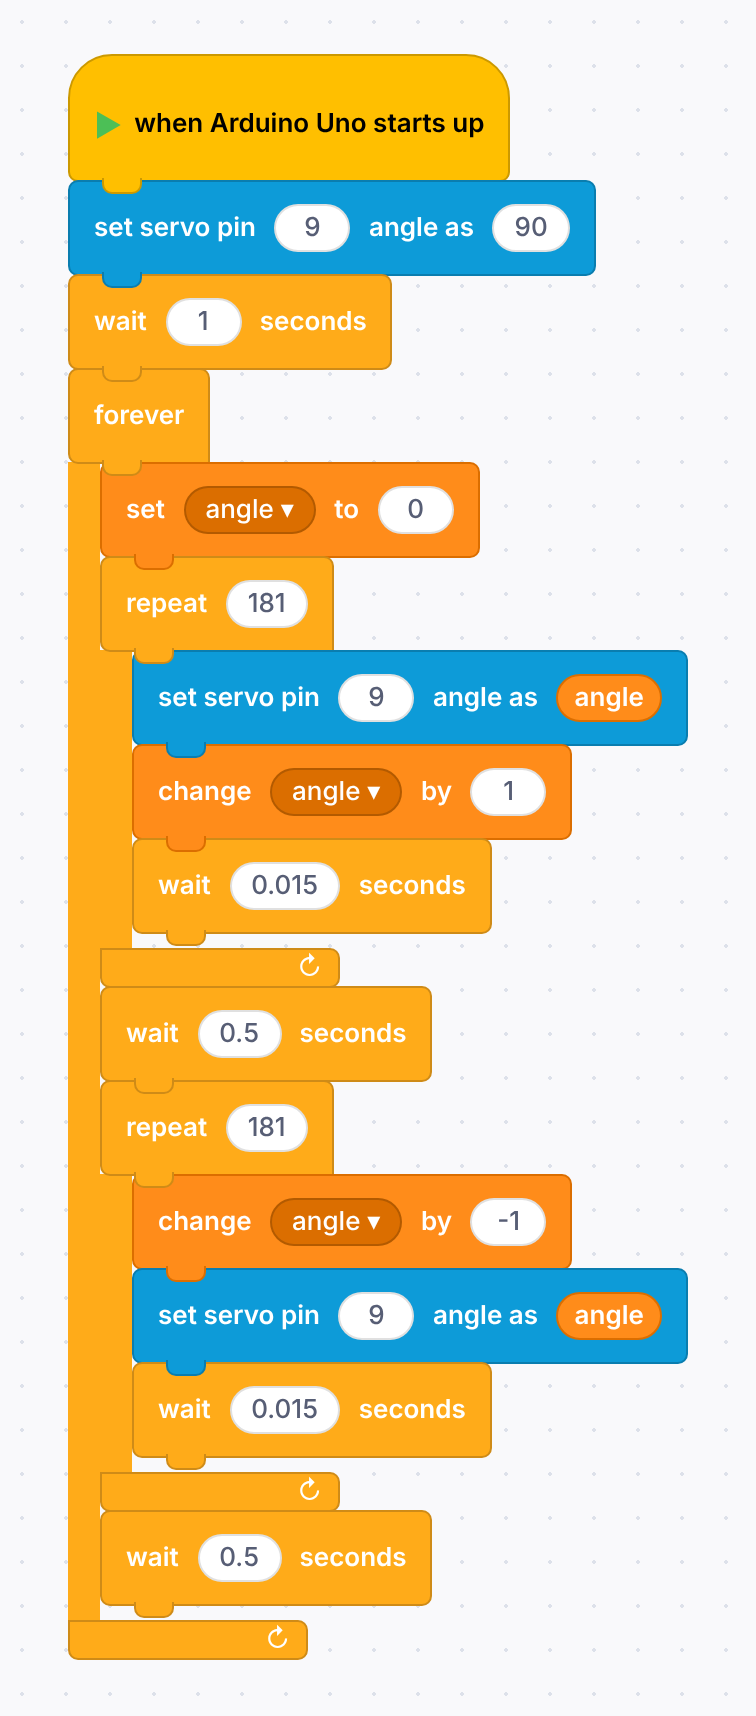 when Arduino Uno starts up
set servo pin 9 angle as 90
wait 1 seconds
forever
set angle ▾ to 0
repeat 181
set servo pin 9 angle as angle
change angle ▾ by 1
wait 0.015 seconds
wait 0.5 seconds
repeat 181
change angle ▾ by -1
set servo pin 9 angle as angle
wait 0.015 seconds
wait 0.5 seconds